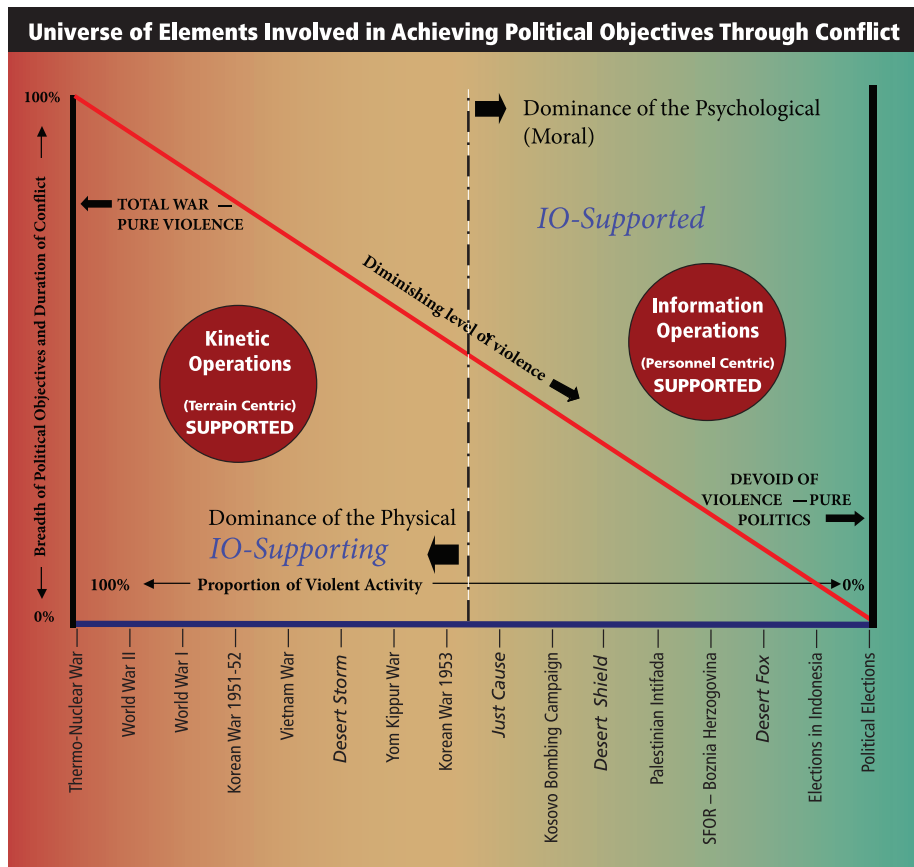 Universe of Elements Involved in Achieving Political Objectives Through Conflict
100%
Dominance of the Psychological
(Moral)
TOTAL WAR —
PURE VIOLENCE
IO-Supported
Breadth of Political Objectives and Duration of Conflict
Diminishing level of violence
Kinetic
Operations
(Terrain Centric)
SUPPORTED
Information
Operations
(Personnel Centric)
SUPPORTED
DEVOID OF
VIOLENCE —PURE
POLITICS
Dominance of the Physical
IO-Supporting
100%
Proportion of Violent Activity
0%
0%
Thermo-Nuclear War
World War II
World War I
Korean War 1951-52
Vietnam War
Desert Storm
Yom Kippur War
Korean War 1953
Just Cause
Kosovo Bombing Campaign
Desert Shield
Palestinian Intifada
SFOR – Boznia Herzogovina
Desert Fox
Elections in Indonesia
Political Elections